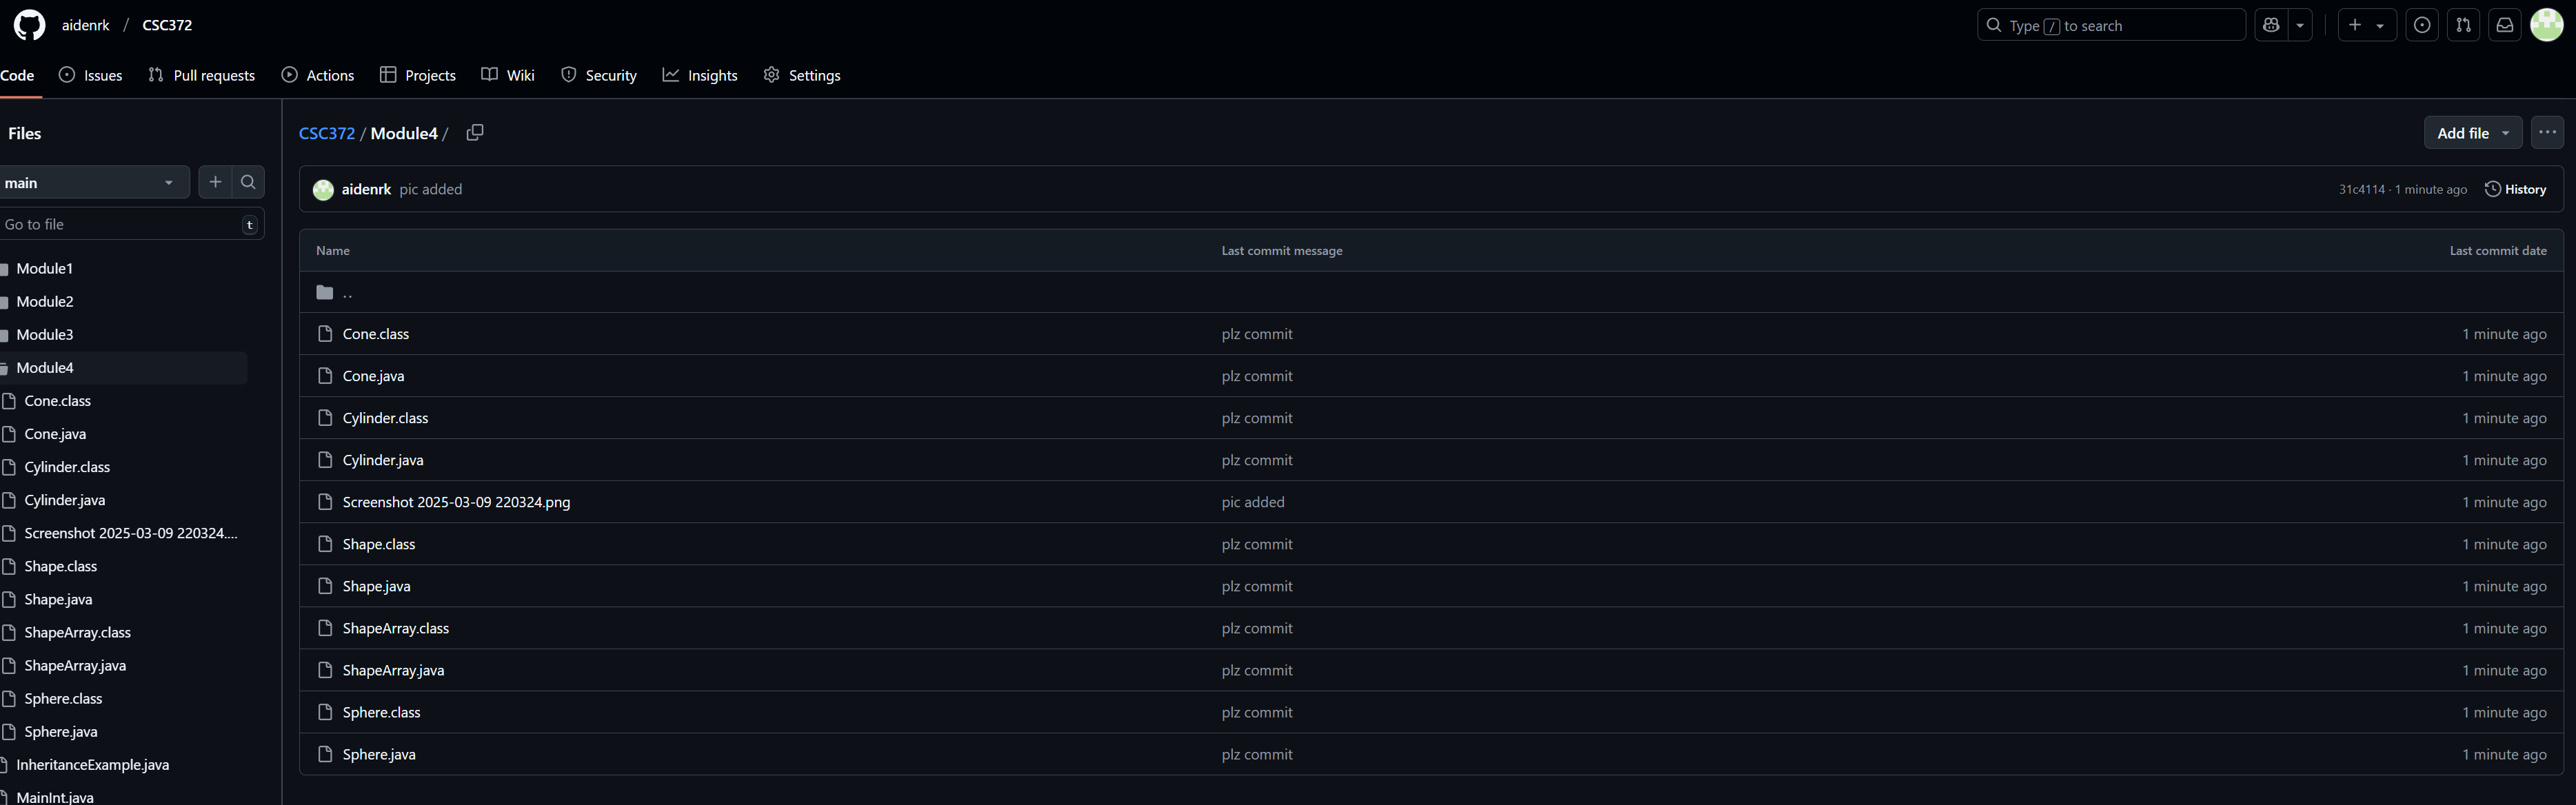 aidenrk / CSC372
Type / to search
Code Issues Pull requests Actions Projects Wiki Security Insights Settings
Files
main
Go to file t
Module1
Module2
Module3
Module4
Cone.class
Cone.java
Cylinder.class
Cylinder.java
Screenshot 2025-03-09 220324....
Shape.class
Shape.java
ShapeArray.class
ShapeArray.java
Sphere.class
Sphere.java
InheritanceExample.java
MainInt.java
CSC372 / Module4 /
Add file
aidenrk pic added 31c4114 · 1 minute ago History
Name Last commit message Last commit date
..
Cone.class plz commit 1 minute ago
Cone.java plz commit 1 minute ago
Cylinder.class plz commit 1 minute ago
Cylinder.java plz commit 1 minute ago
Screenshot 2025-03-09 220324.png pic added 1 minute ago
Shape.class plz commit 1 minute ago
Shape.java plz commit 1 minute ago
ShapeArray.class plz commit 1 minute ago
ShapeArray.java plz commit 1 minute ago
Sphere.class plz commit 1 minute ago
Sphere.java plz commit 1 minute ago